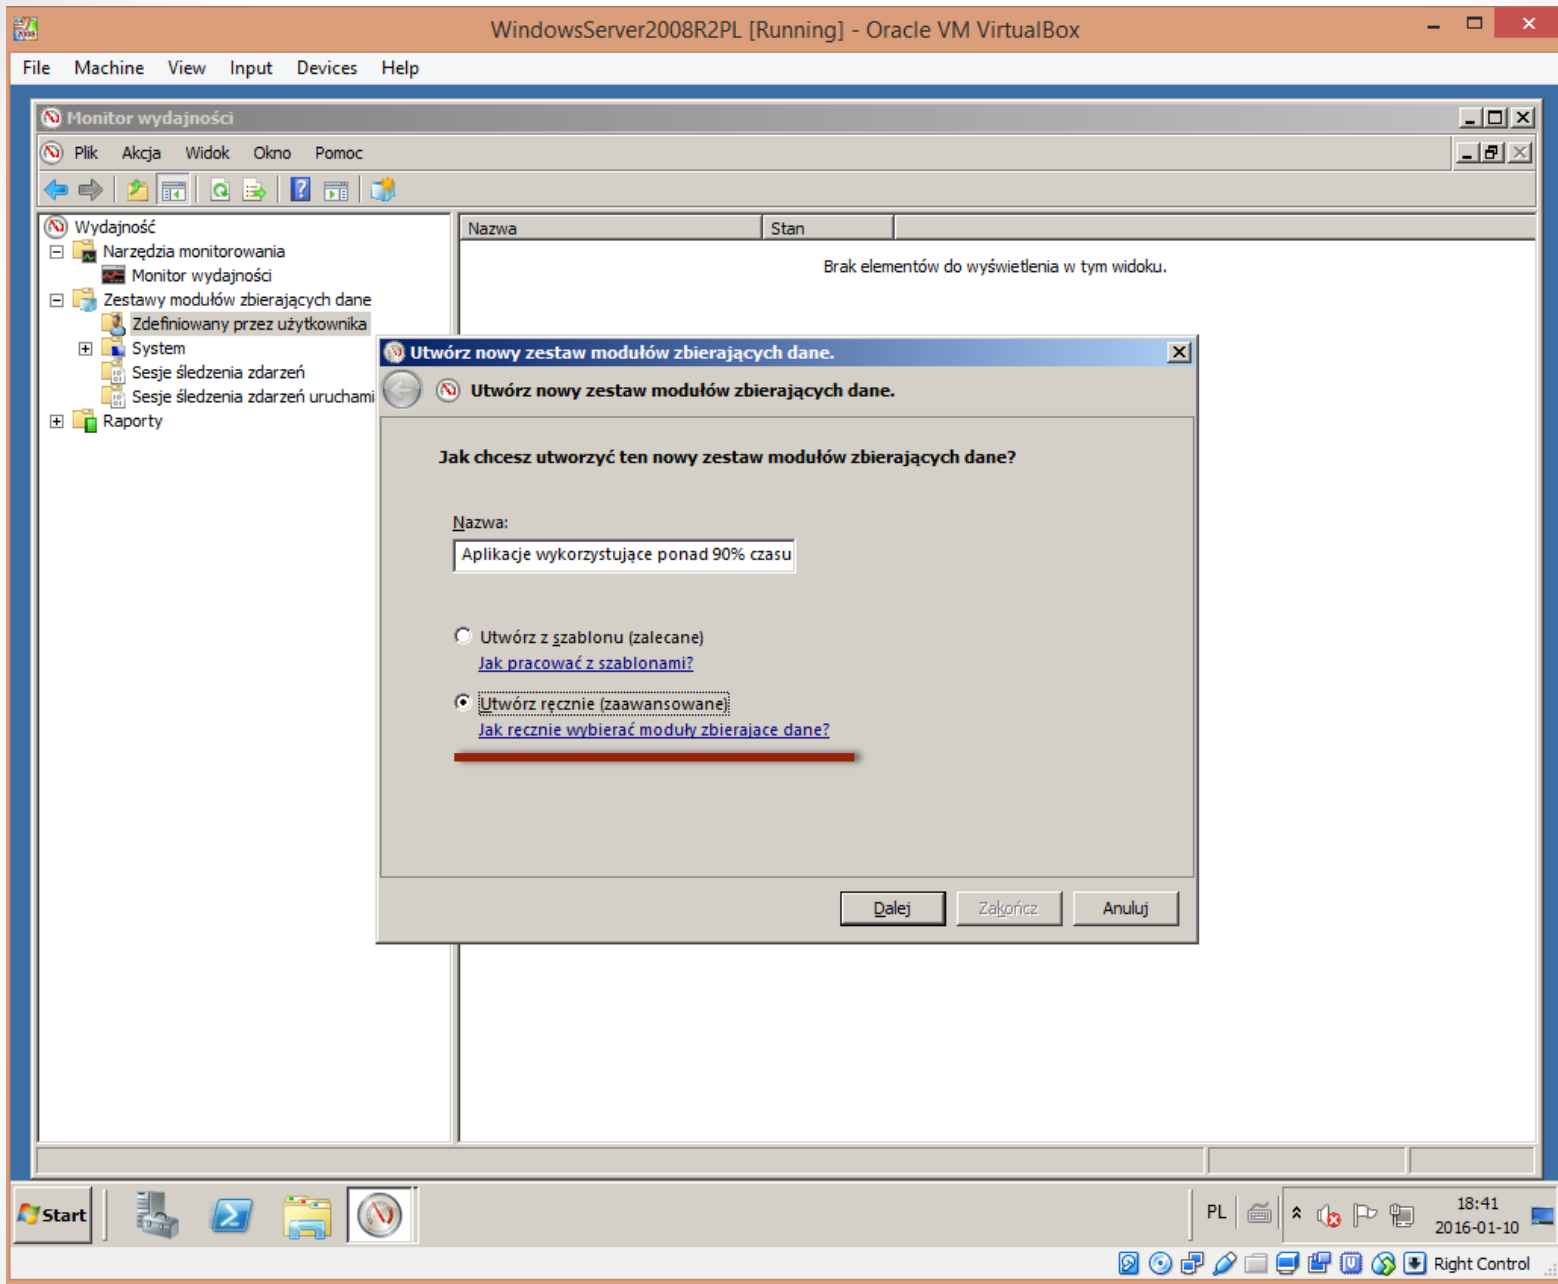 WindowsServer2008R2PL [Running] - Oracle VM VirtualBox
File Machine View Input Devices Help
Monitor wydajności
Plik Akcja Widok Okno Pomoc
Wydajność
Narzędzia monitorowania
Monitor wydajności
Zestawy modułów zbierających dane
Zdefiniowany przez użytkownika
System
Sesje śledzenia zdarzeń
Sesje śledzenia zdarzeń uruchami
Raporty
Nazwa Stan
Brak elementów do wyświetlenia w tym widoku.
Utwórz nowy zestaw modułów zbierających dane.
Utwórz nowy zestaw modułów zbierających dane.
Jak chcesz utworzyć ten nowy zestaw modułów zbierających dane?
Nazwa:
Aplikacje wykorzystujące ponad 90% czasu
Utwórz z szablonu (zalecane)
Jak pracować z szablonami?
Utwórz ręcznie (zaawansowane)
Jak ręcznie wybierać moduły zbierające dane?
Dalej Zakończ Anuluj
Start
PL
18:41
2016-01-10
Right Control